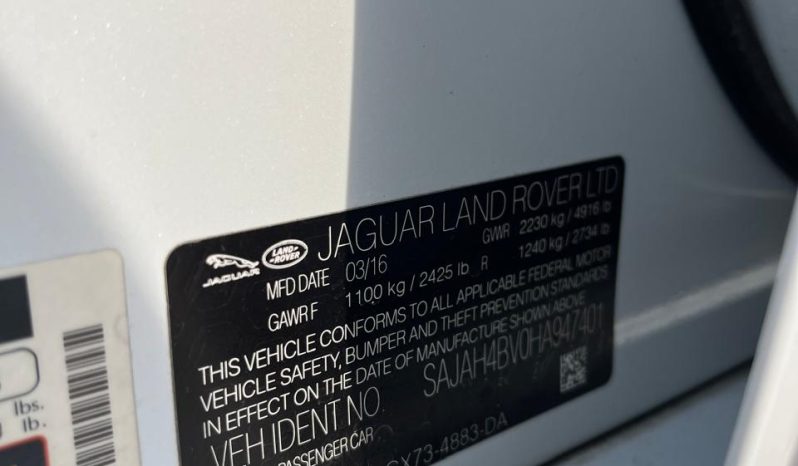 JAGUAR
LAND-
ROVER
JAGUAR LAND ROVER LTD
MFD DATE 03/16 GWR 2230 kg / 4916 lb
GAWR F 1100 kg / 2425 lb R 1240 kg / 2734 lb
THIS VEHICLE CONFORMS TO ALL APPLICABLE FEDERAL MOTOR
VEHICLE SAFETY, BUMPER AND THEFT PREVENTION STANDARDS
IN EFFECT ON THE DATE OF MANUFACTURE SHOWN ABOVE
VEH IDENT NO. SAJAH4BV0HA947401
PASSENGER CAR
X73-4883-DA
lbs.
lb.